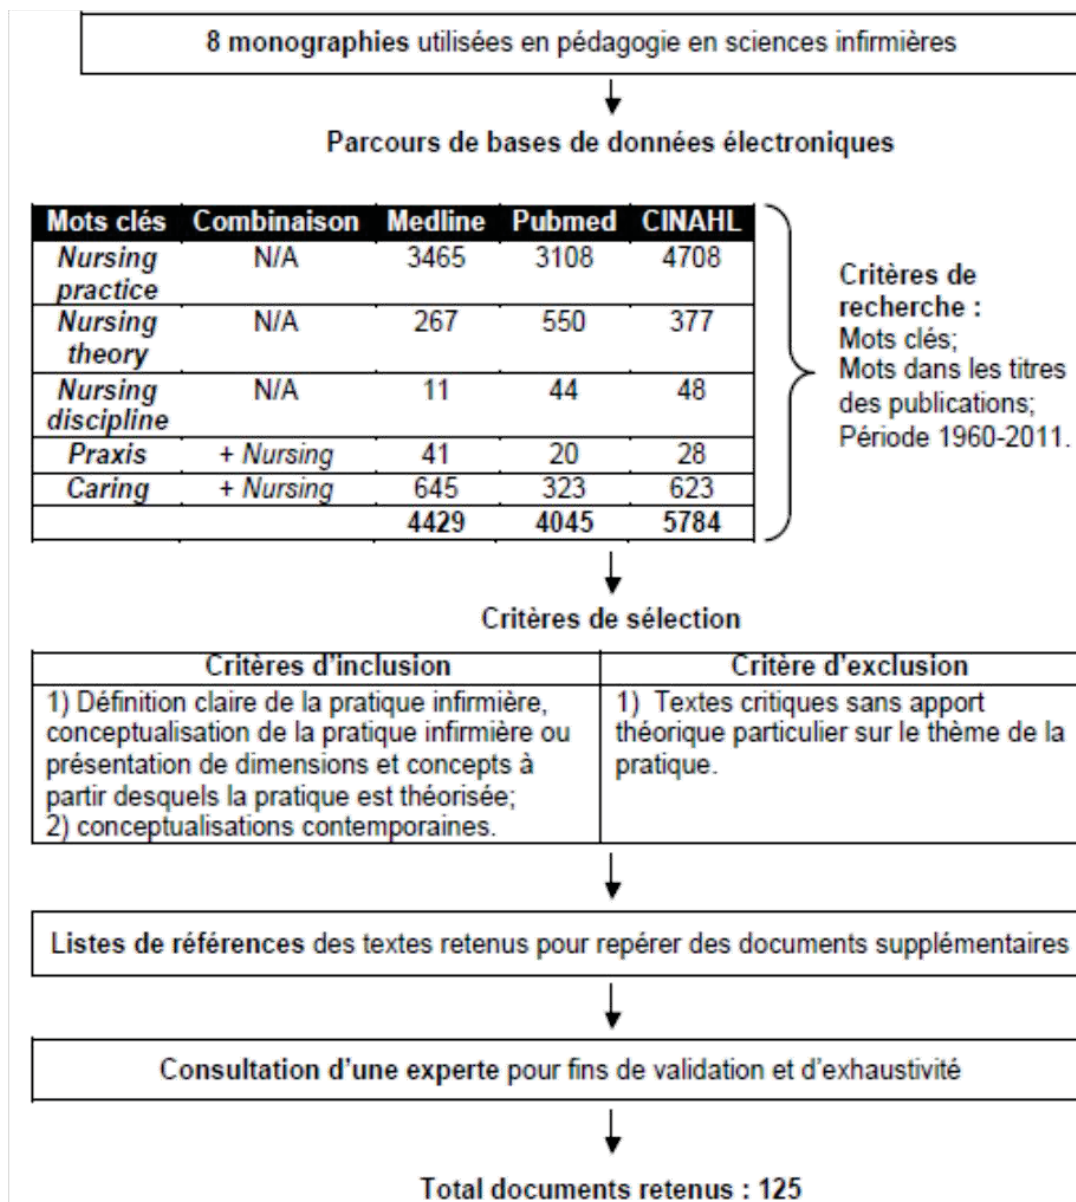 8 monographies utilisées en pédagogie en sciences infirmières
Parcours de bases de données électroniques
Mots clés Combinaison Medline Pubmed CINAHL
Nursing practice N/A 3465 3108 4708
Nursing theory N/A 267 550 377
Nursing discipline N/A 11 44 48
Praxis + Nursing 41 20 28
Caring + Nursing 645 323 623
4429 4045 5784
Critères de
recherche :
Mots clés;
Mots dans les titres
des publications;
Période 1960-2011.
Critères de sélection
Critères d'inclusion
1) Définition claire de la pratique infirmière,
conceptualisation de la pratique infirmière ou
présentation de dimensions et concepts à
partir desquels la pratique est théorisée;
2) conceptualisations contemporaines.
Critère d'exclusion
1) Textes critiques sans apport
théorique particulier sur le thème de la
pratique.
Listes de références des textes retenus pour repérer des documents supplémentaires
Consultation d'une experte pour fins de validation et d'exhaustivité
Total documents retenus : 125